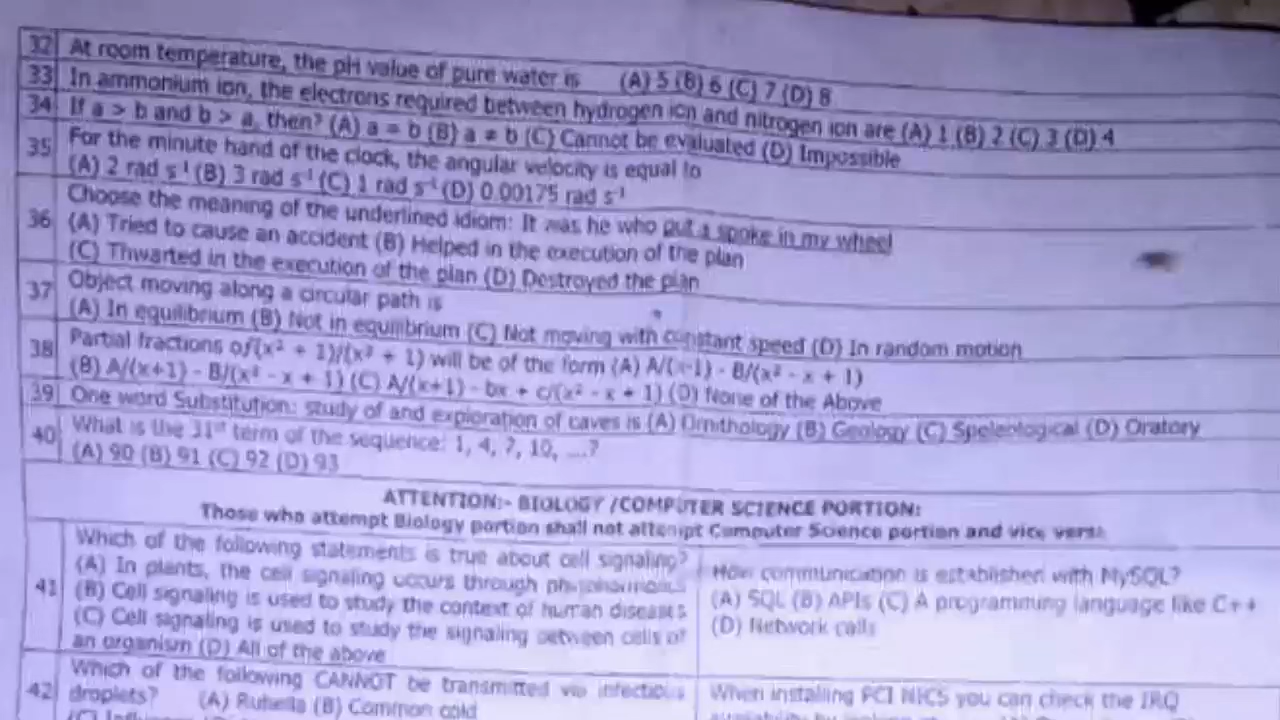 32 At room temperature, the pH value of pure water is (A) 5 (B) 6 (C) 7 (D) 8
33 In ammonium ion, the electrons required between hydrogen ion and nitrogen ion are (A) 1 (B) 2 (C) 3 (D) 4
34 If a > b and b > a, then? (A) a = b (B) a ≠ b (C) Cannot be evaluated (D) Impossible
35 For the minute hand of the clock, the angular velocity is equal to
(A) 2 rad s⁻¹ (B) 3 rad s⁻¹ (C) 1 rad s⁻¹ (D) 0.00175 rad s⁻¹
36 Choose the meaning of the underlined idiom: It was he who put a spoke in my wheel
(A) Tried to cause an accident (B) Helped in the execution of the plan
(C) Thwarted in the execution of the plan (D) Destroyed the plan
37 Object moving along a circular path is
(A) In equilibrium (B) Not in equilibrium (C) Not moving with constant speed (D) In random motion
38 Partial fractions of(x² + 1)/(x³ + 1) will be of the form (A) A/(x-1) - B/(x² - x + 1)
(B) A/(x+1) - B/(x² - x + 1) (C) A/(x+1) - bx + c/(x² - x + 1) (D) None of the Above
39 One word Substitution: study of and exploration of caves is (A) Ornithology (B) Geology (C) Speleological (D) Oratory
40 What is the 31ˢᵗ term of the sequence: 1, 4, 7, 10, ....?
(A) 90 (B) 91 (C) 92 (D) 93
ATTENTION:- BIOLOGY /COMPUTER SCIENCE PORTION:
Those who attempt Biology portion shall not attempt Computer Science portion and vice versa
41 Which of the following statements is true about cell signaling?
(A) In plants, the cell signaling occurs through
(B) Cell signaling is used to study the context of human diseases
(C) Cell signaling is used to study the signaling between cells of
an organism (D) All of the above
How communication is established with MySQL?
(A) SQL (B) APIs (C) A programming language like C++
(D) Network calls
42 Which of the following CANNOT be transmitted via infectious
droplets? (A) Rubella (B) Common cold
When installing PCI NICS you can check the IRQ